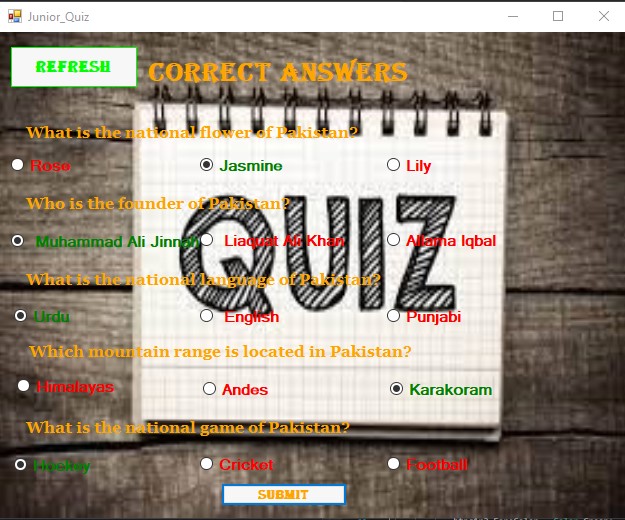 Junior_Quiz
REFRESH
CORRECT ANSWERS
What is the national flower of Pakistan?
Rose Jasmine Lily
Who is the founder of Pakistan?
Muhammad Ali Jinnah Liaquat Ali Khan Allama Iqbal
QUIZ
What is the national language of Pakistan?
Urdu English Punjabi
Which mountain range is located in Pakistan?
Himalayas Andes Karakoram
What is the national game of Pakistan?
Hockey Cricket Football
SUBMIT